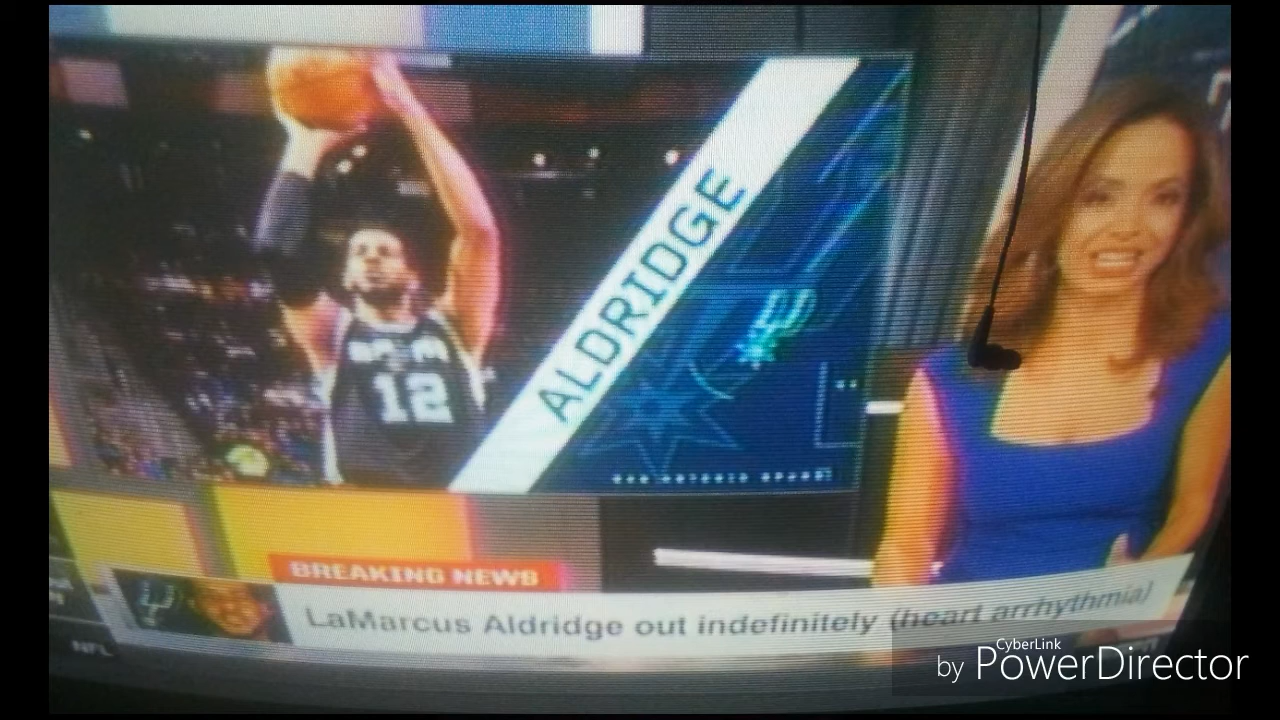 ALDRIDGE
12
BREAKING NEWS
LaMarcus Aldridge out indefinitely (heart arrhythmia)
NFL
CyberLink
by PowerDirector